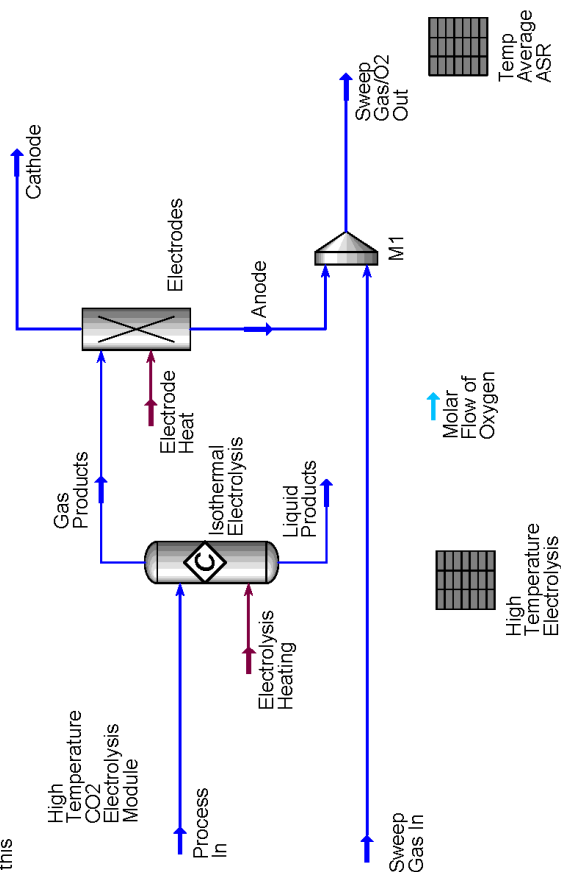 this
High
Temperature
CO2
Electrolysis
Module
Process
In
Sweep
Gas In
Electrolysis
Heating
Gas
Products
C
Isothermal
Electrolysis
Liquid
Products
Electrode
Heat
Electrodes
Cathode
Anode
M1
Sweep
Gas/O2
Out
High
Temperature
Electrolysis
Molar
Flow of
Oxygen
Temp
Average
ASR